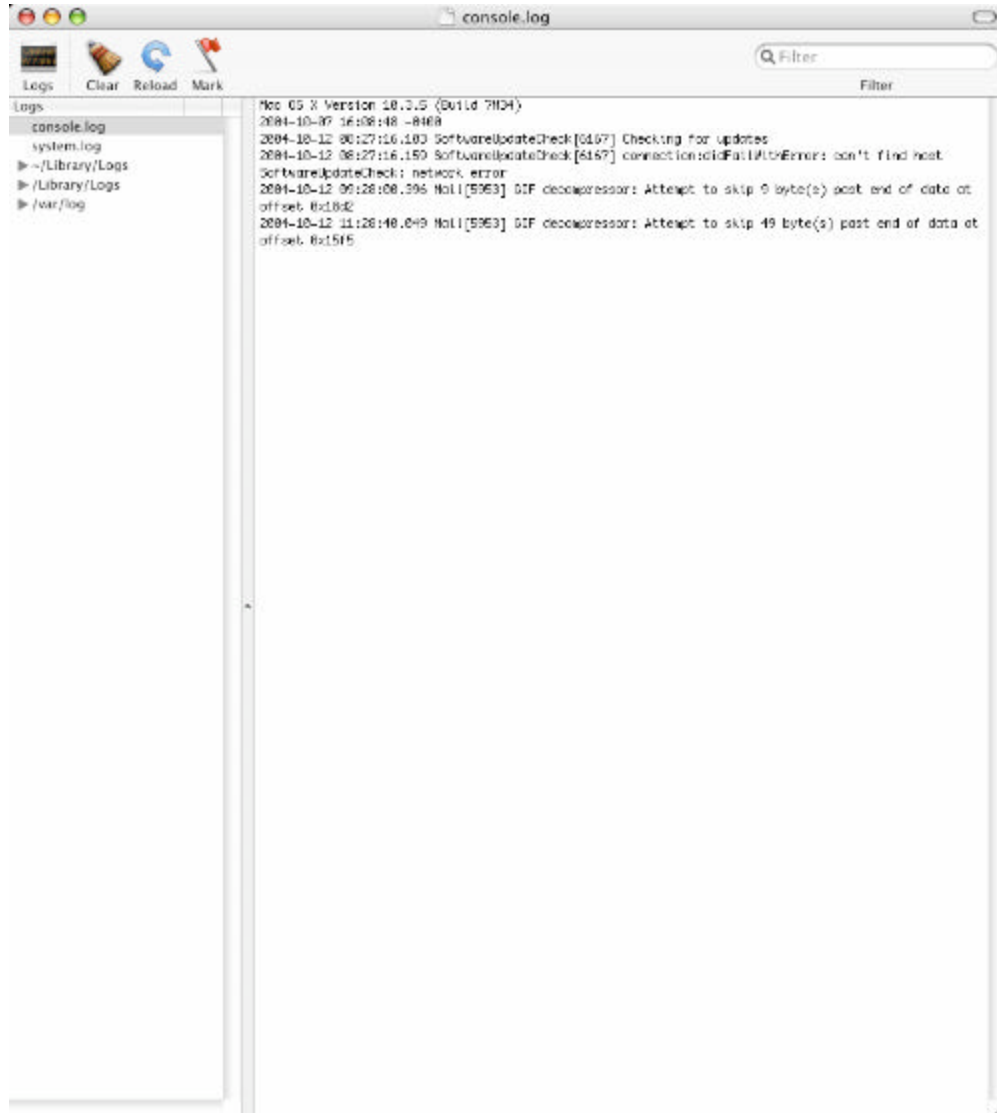 console.log
Filter
Logs Clear Reload Mark Filter
Logs
console.log
system.log
~/Library/Logs
/Library/Logs
/var/log
Mac OS X Version 10.3.5 (Build 7M34)
2004-10-07 16:08:48 -0400
2004-10-12 08:27:16.103 SoftwareUpdateCheck[6167] Checking for updates
2004-10-12 08:27:16.159 SoftwareUpdateCheck[6167] connection:didFailWithError: can't find host
SoftwareUpdateCheck: network error
2004-10-12 09:28:00.396 Mail[5953] GIF decompressor: Attempt to skip 9 byte(s) past end of data at
offset 0x18d2
2004-10-12 11:28:40.049 Mail[5953] GIF decompressor: Attempt to skip 49 byte(s) past end of data at
offset 0x15f5